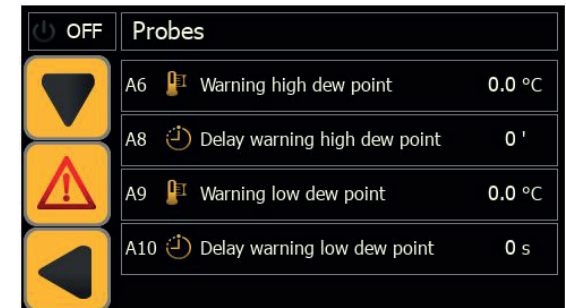 OFF Probes
A6 Warning high dew point 0.0 °C
A8 Delay warning high dew point 0 '
A9 Warning low dew point 0.0 °C
A10 Delay warning low dew point 0 s